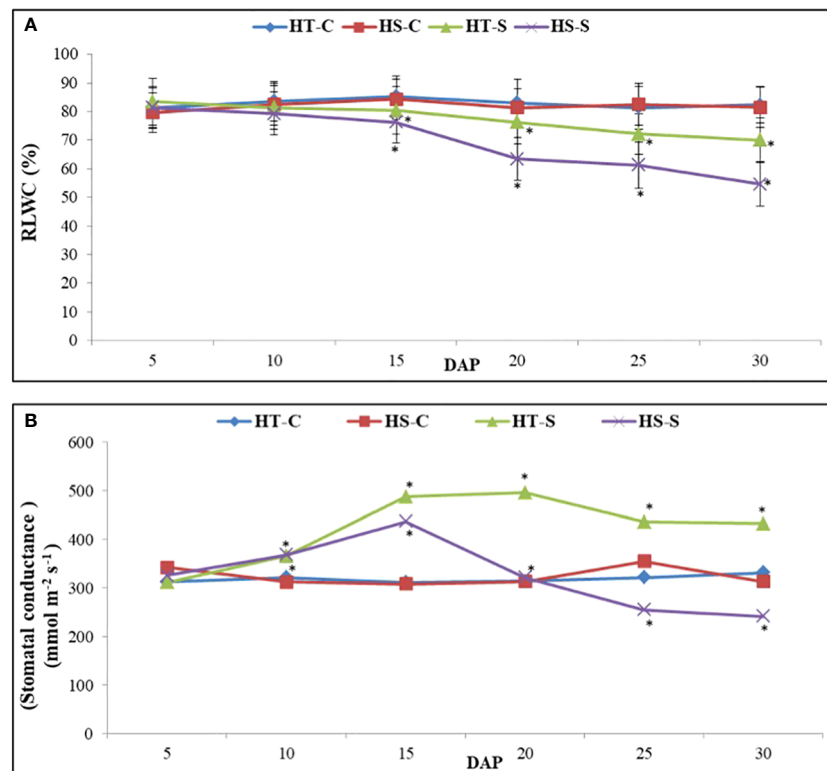 A
HT-C HS-C HT-S HS-S
RLWC (%)
100
90
80
70
60
50
40
30
20
10
0
* * * * * * * *
5 10 15 20 25 30
DAP
B
HT-C HS-C HT-S HS-S
(Stomatal conductance )
(mmol m⁻² s⁻¹)
600
500
400
300
200
100
0
* * * * * * * * * *
5 10 15 20 25 30
DAP